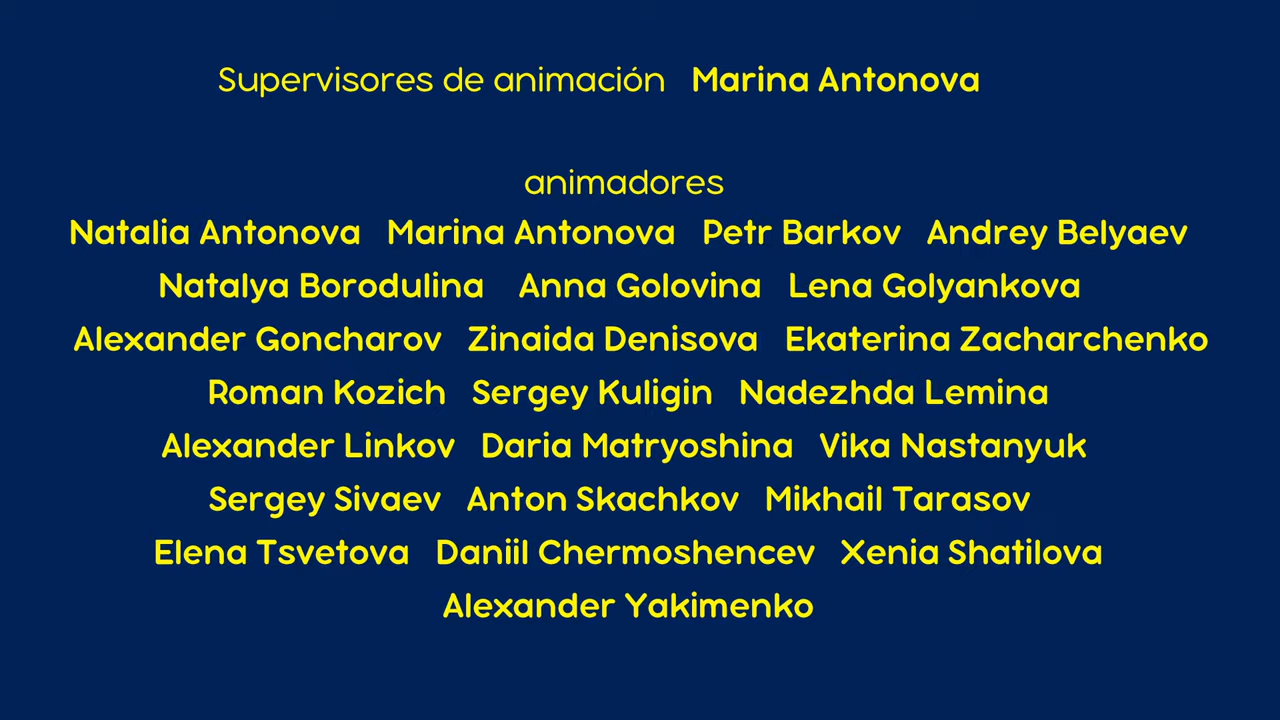 Supervisores de animación Marina Antonova
animadores
Natalia Antonova Marina Antonova Petr Barkov Andrey Belyaev
Natalya Borodulina Anna Golovina Lena Golyankova
Alexander Goncharov Zinaida Denisova Ekaterina Zacharchenko
Roman Kozich Sergey Kuligin Nadezhda Lemina
Alexander Linkov Daria Matryoshina Vika Nastanyuk
Sergey Sivaev Anton Skachkov Mikhail Tarasov
Elena Tsvetova Daniil Chermoshencev Xenia Shatilova
Alexander Yakimenko